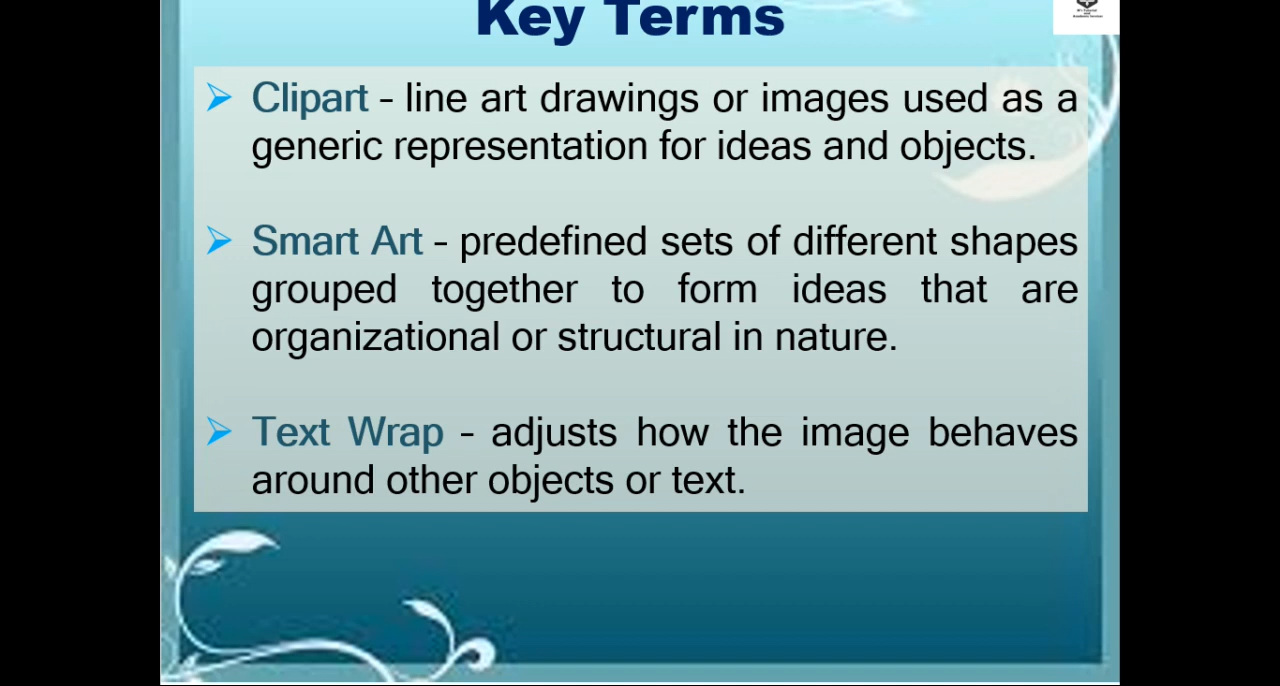 Key Terms
➢ Clipart - line art drawings or images used as a
generic representation for ideas and objects.
➢ Smart Art - predefined sets of different shapes
grouped together to form ideas that are
organizational or structural in nature.
➢ Text Wrap - adjusts how the image behaves
around other objects or text.